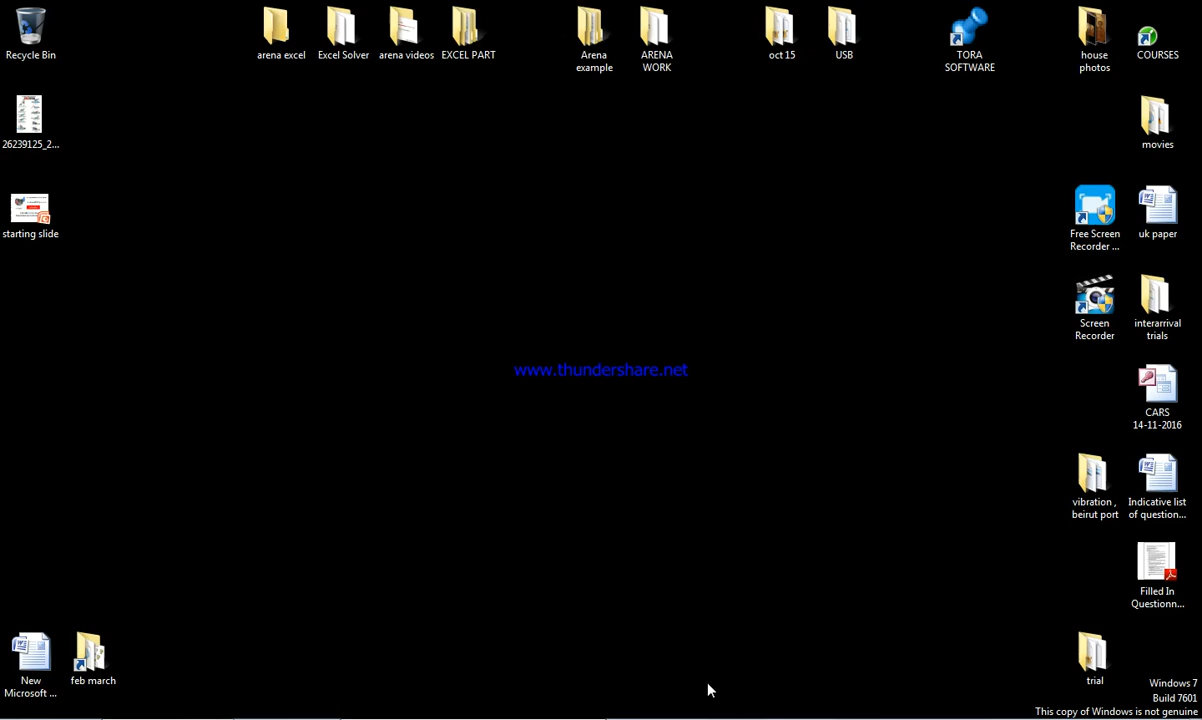 Recycle Bin
arena excel
Excel Solver
arena videos
EXCEL PART
Arena
example
ARENA
WORK
oct 15
USB
TORA
SOFTWARE
house
photos
COURSES
26239125_2...
movies
starting slide
Free Screen
Recorder ...
uk paper
Screen
Recorder
interarrival
trials
www.thundershare.net
CARS
14-11-2016
vibration ,
beirut port
Indicative list
of question...
Filled In
Questionn...
New
Microsoft ...
feb march
trial
Windows 7
Build 7601
This copy of Windows is not genuine